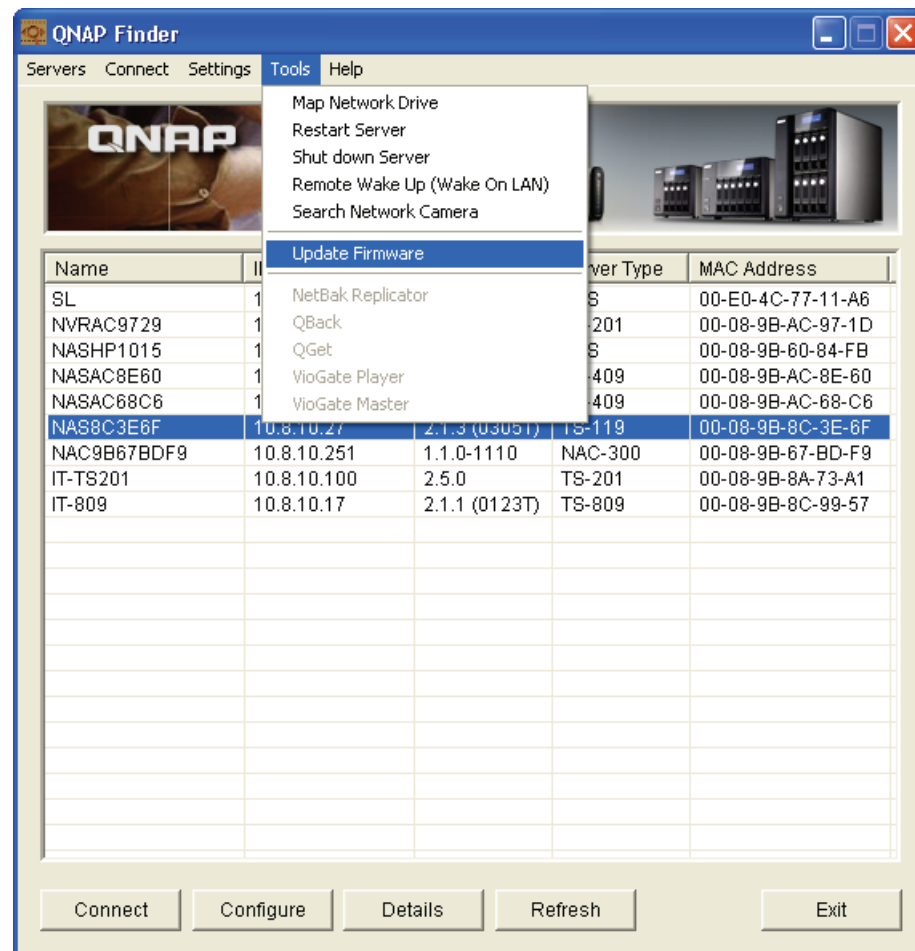 QNAP Finder
Servers Connect Settings Tools Help
QNAP
Map Network Drive
Restart Server
Shut down Server
Remote Wake Up (Wake On LAN)
Search Network Camera
Update Firmware
NetBak Replicator
QBack
QGet
VioGate Player
VioGate Master
Name Type MAC Address
SL 00-E0-4C-77-11-A6
NVRAC9729 -201 00-08-9B-AC-97-1D
NASHP1015 00-08-9B-60-84-FB
NASAC8E60 -409 00-08-9B-AC-8E-60
NASAC68C6 -409 00-08-9B-AC-68-C6
NAS8C3E6F 10.8.10.27 2.1.3 (0305T) TS-119 00-08-9B-8C-3E-6F
NAC9B67BDF9 10.8.10.251 1.1.0-1110 NAC-300 00-08-9B-67-BD-F9
IT-TS201 10.8.10.100 2.5.0 TS-201 00-08-9B-8A-73-A1
IT-809 10.8.10.17 2.1.1 (0123T) TS-809 00-08-9B-8C-99-57
Connect Configure Details Refresh Exit